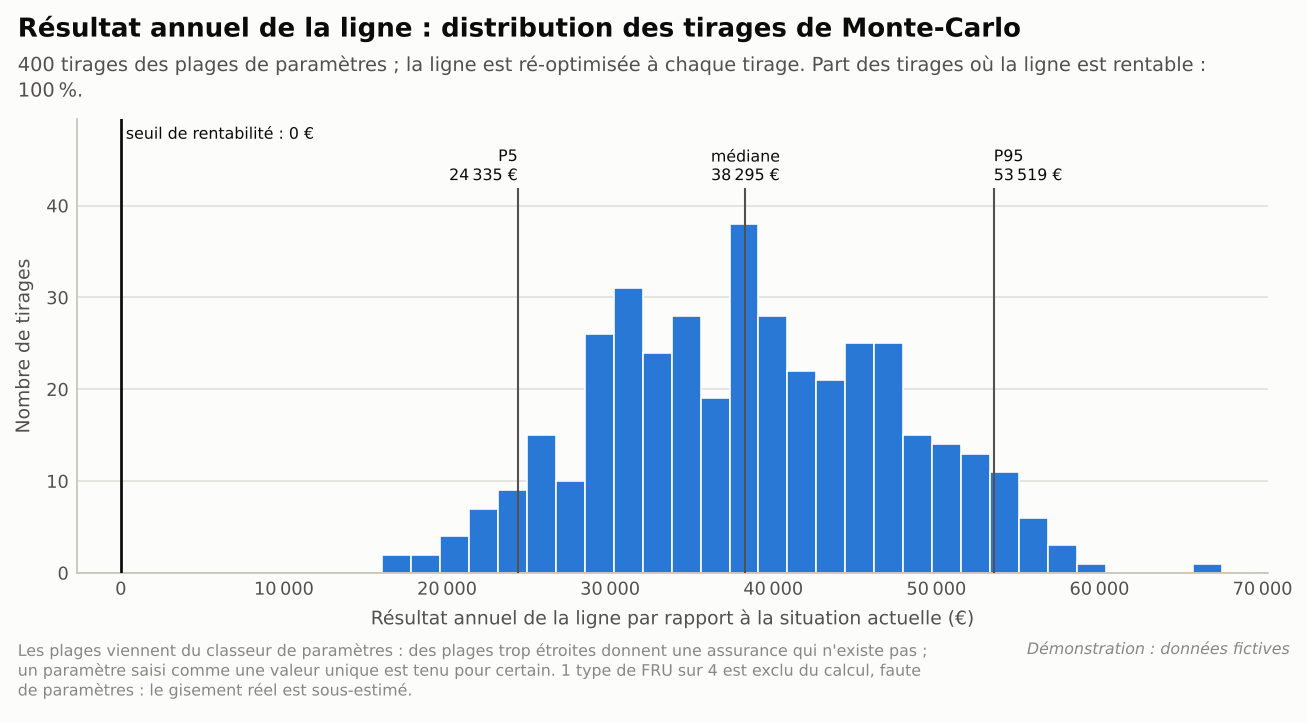 Résultat annuel de la ligne : distribution des tirages de Monte-Carlo
400 tirages des plages de paramètres ; la ligne est ré-optimisée à chaque tirage. Part des tirages où la ligne est rentable :
100 %.
seuil de rentabilité : 0 €
P5
24 335 €
médiane
38 295 €
P95
53 519 €
Nombre de tirages
40
30
20
10
0
0
10 000
20 000
30 000
40 000
50 000
60 000
70 000
Résultat annuel de la ligne par rapport à la situation actuelle (€)
Les plages viennent du classeur de paramètres : des plages trop étroites donnent une assurance qui n'existe pas ;
un paramètre saisi comme une valeur unique est tenu pour certain. 1 type de FRU sur 4 est exclu du calcul, faute
de paramètres : le gisement réel est sous-estimé.
Démonstration : données fictives